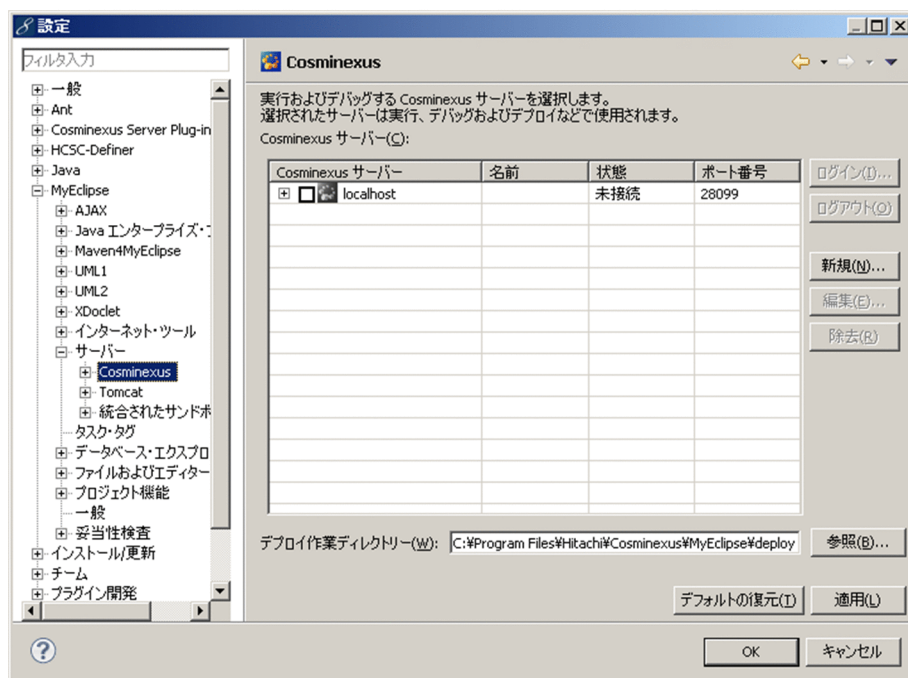 設定
フィルタ入力
一般
Ant
Cosminexus Server Plug-in
HCSC-Definer
Java
MyEclipse
AJAX
Java エンタープライズ・
Maven4MyEclipse
UML1
UML2
XDoclet
インターネット・ツール
サーバー
Cosminexus
Tomcat
統合されたサンドボ
タスク・タグ
データベース・エクスプロ
ファイルおよびエディター
プロジェクト機能
一般
妥当性検査
インストール/更新
チーム
プラグイン開発
Cosminexus
実行およびデバッグする Cosminexus サーバーを選択します。
選択されたサーバーは実行、デバッグおよびデプロイなどで使用されます。
Cosminexus サーバー(C):
Cosminexus サーバー 名前 状態 ポート番号
localhost 未接続 28099
ログイン(I)...
ログアウト(O)
新規(N)...
編集(E)...
除去(R)
デプロイ作業ディレクトリー(W): C:¥Program Files¥Hitachi¥Cosminexus¥MyEclipse¥deploy 参照(B)...
デフォルトの復元(T) 適用(L)
? OK キャンセル